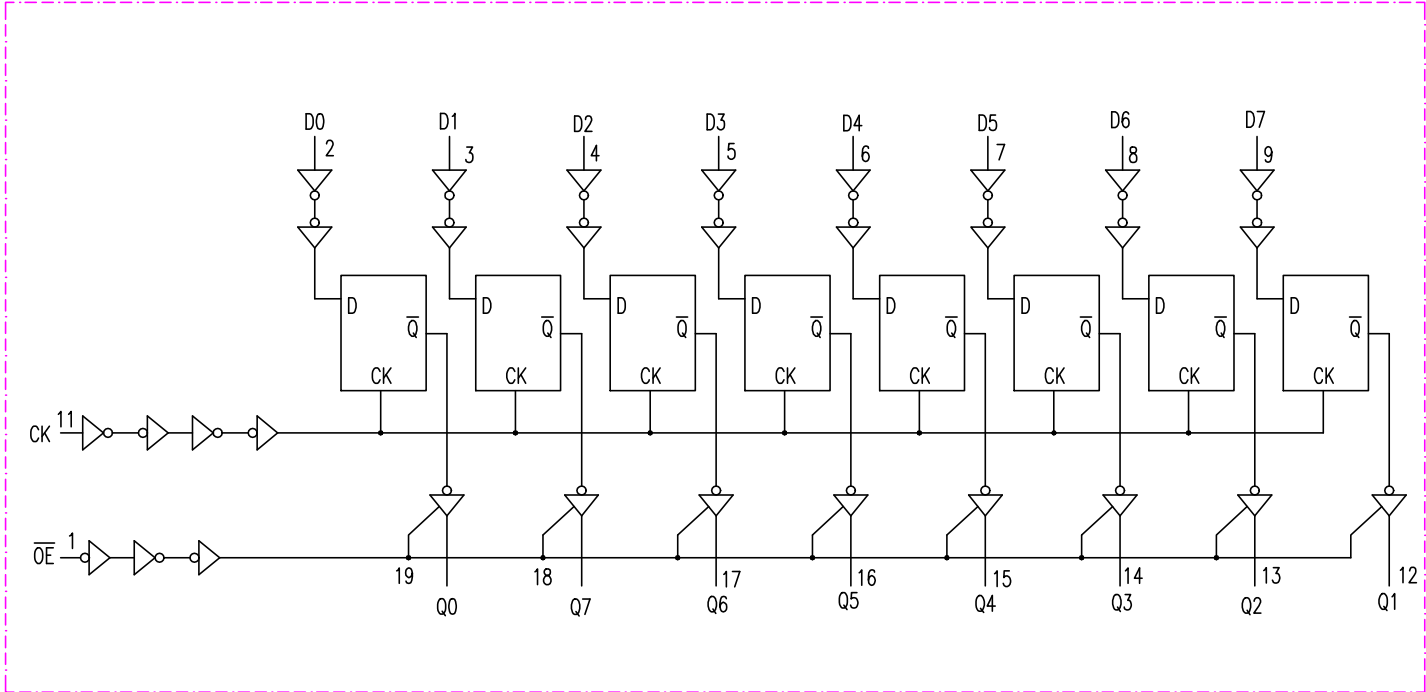 D0 D1 D2 D3 D4 D5 D6 D7
2 3 4 5 6 7 8 9
D D D D D D D D
Q̅ Q̅ Q̅ Q̅ Q̅ Q̅ Q̅ Q̅
CK CK CK CK CK CK CK CK
CK 11
O̅E̅ 1
19 18 17 16 15 14 13 12
Q0 Q7 Q6 Q5 Q4 Q3 Q2 Q1